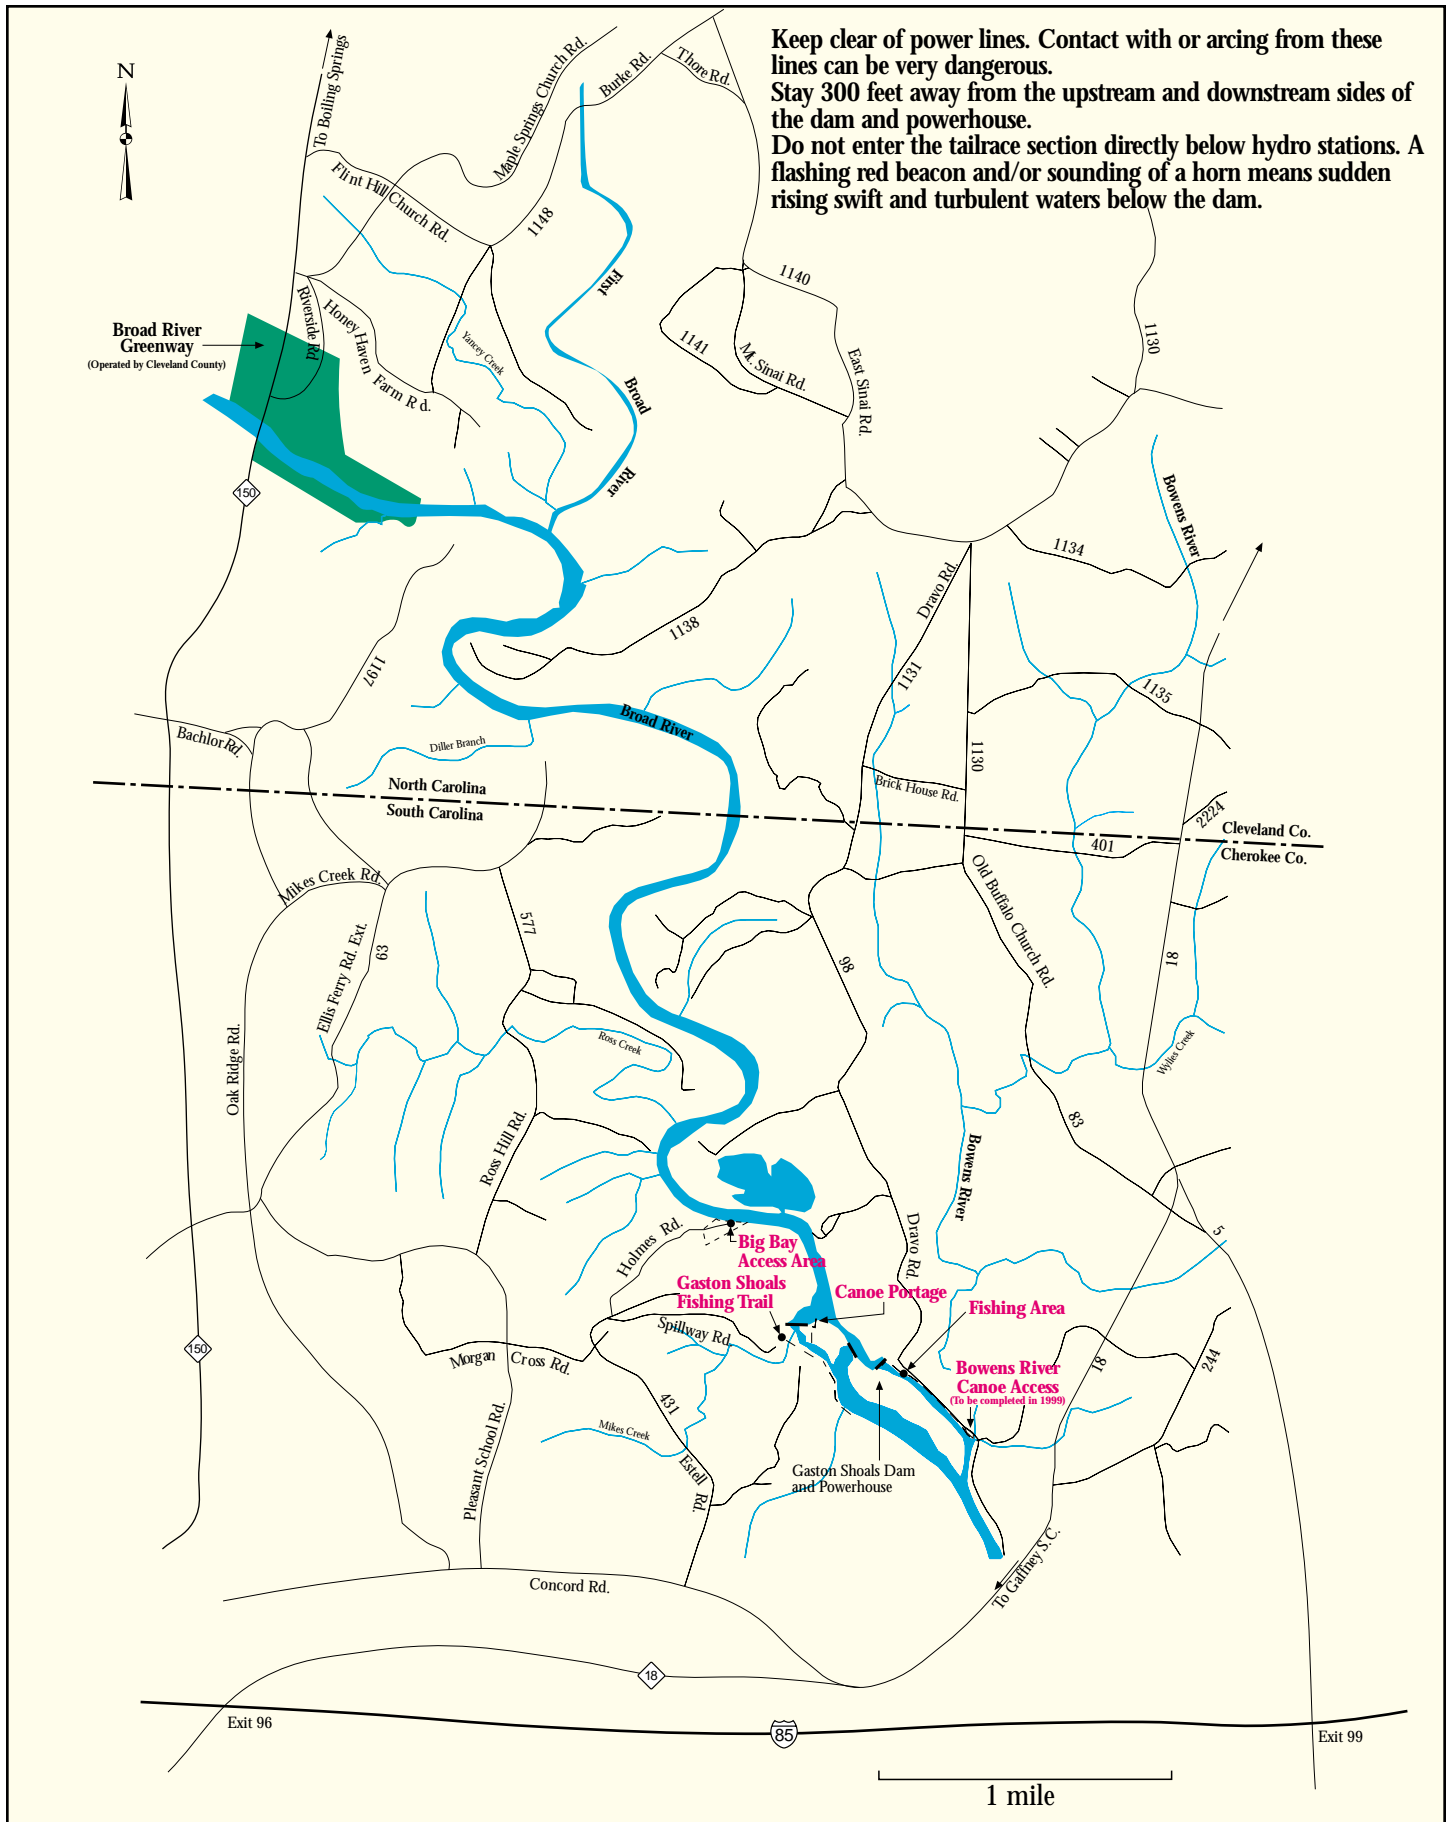 Keep clear of power lines. Contact with or arcing from these
lines can be very dangerous.
Stay 300 feet away from the upstream and downstream sides of
the dam and powerhouse.
Do not enter the tailrace section directly below hydro stations. A
flashing red beacon and/or sounding of a horn means sudden
rising swift and turbulent waters below the dam.
N
To Boiling Springs
Maple Springs Church Rd.
Burke Rd.
Thore Rd.
Flint Hill Church Rd.
1148
First
Broad
River
1140
1141
Mt. Sinai Rd.
East Sinai Rd.
1130
Riverside Rd
Honey Haven
Farm Rd.
Yancey Creek
Broad River
Greenway
(Operated by Cleveland County)
150
Bowens River
1134
Dravo Rd.
1138
1131
1197
1135
Broad River
Bachlor Rd.
Diller Branch
1130
Brick House Rd.
North Carolina
South Carolina
2224
Cleveland Co.
Cherokee Co.
401
Mikes Creek Rd.
Old Buffalo Church Rd.
577
63
Ellis Ferry Rd. Ext.
98
18
Oak Ridge Rd.
Ross Creek
Wylies Creek
Ross Hill Rd.
83
Bowens River
Holmes Rd.
Dravo Rd.
5
Big Bay
Access Area
Gaston Shoals
Fishing Trail
Canoe Portage
Fishing Area
Spillway Rd.
150
Morgan Cross Rd.
Bowens River
Canoe Access
(To be completed in 1999)
18
244
431
Mikes Creek
Pleasant School Rd.
Estell Rd.
Gaston Shoals Dam
and Powerhouse
To Gaffney S.C.
Concord Rd.
18
Exit 96
85
Exit 99
1 mile